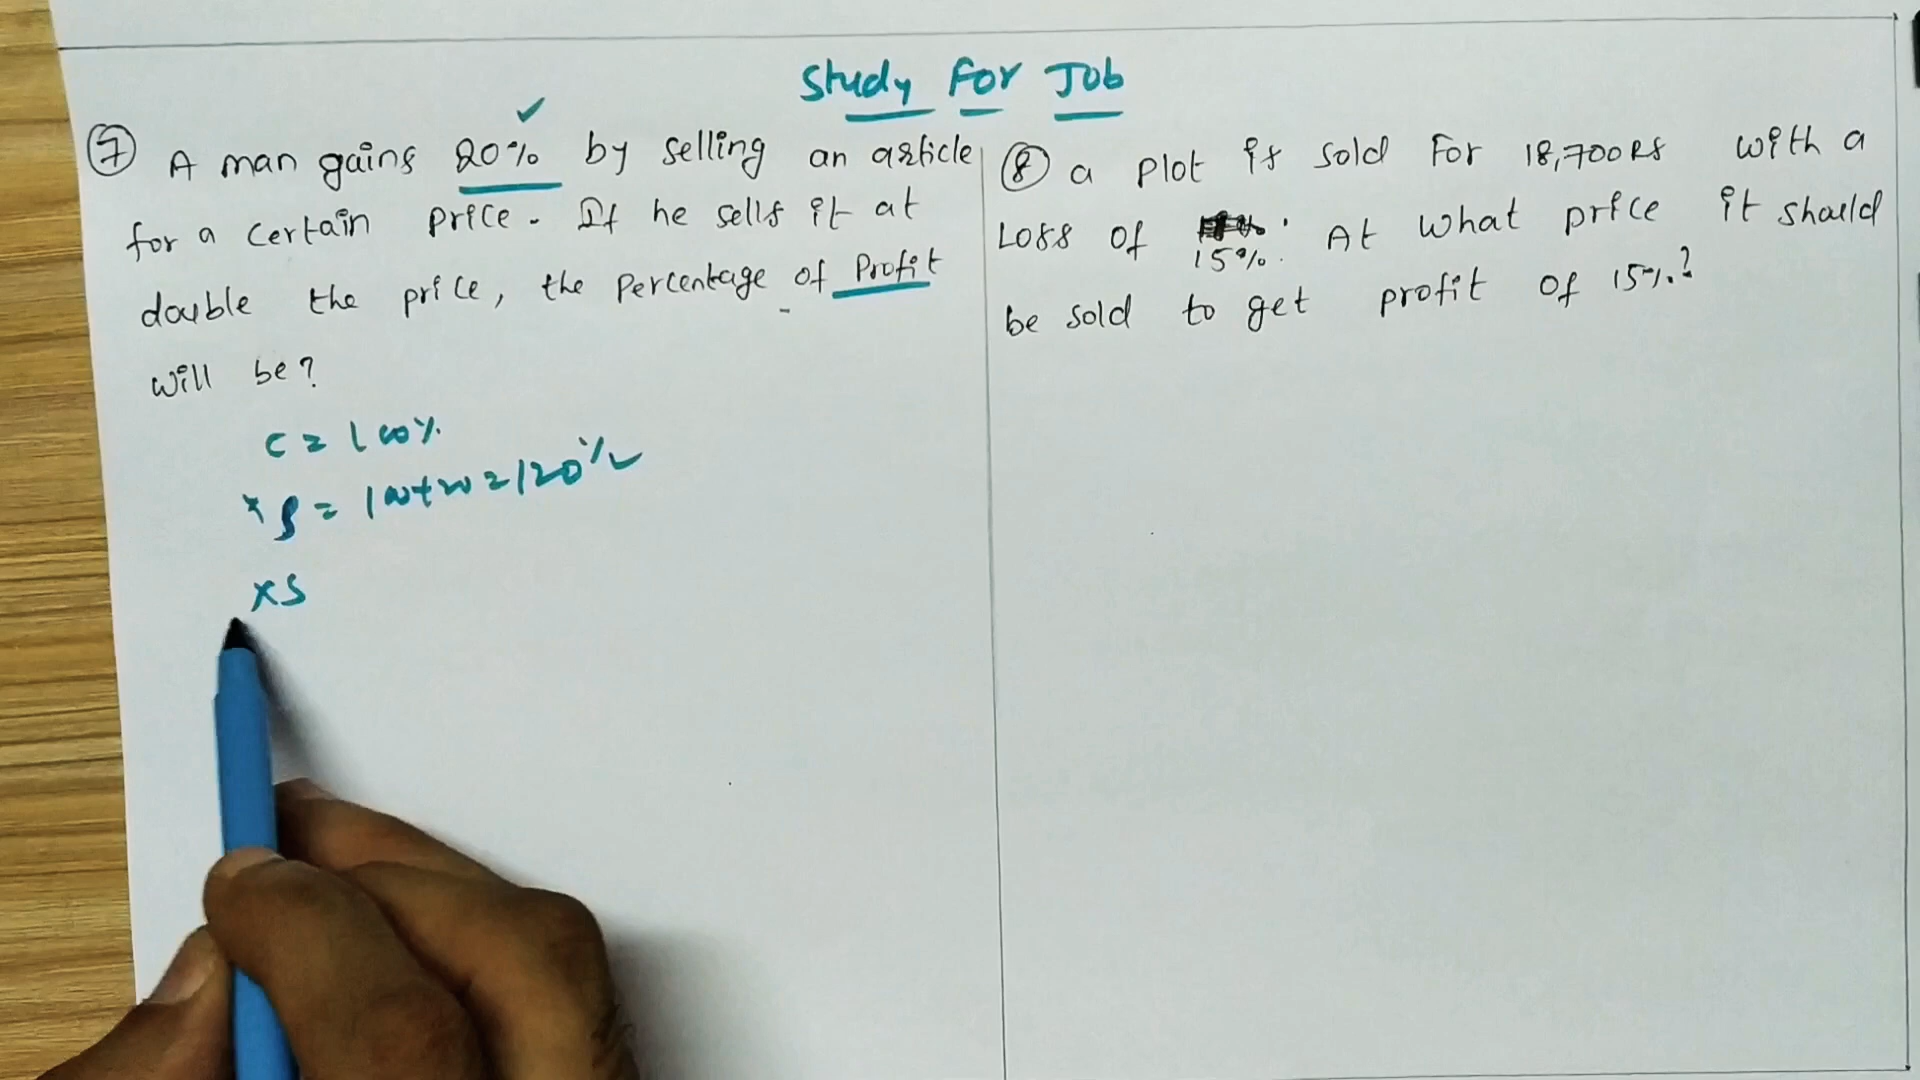 Study For Job
⑦ A man gains 20% by selling an article
for a certain price. If he sells it at
double the price, the percentage of Profit
will be?
C = 100%
* S = 100+20 = 120%
XS
⑧ a Plot is sold For 18,700RS with a
Loss of
15%. At what price it should
be sold to get profit of 15%?